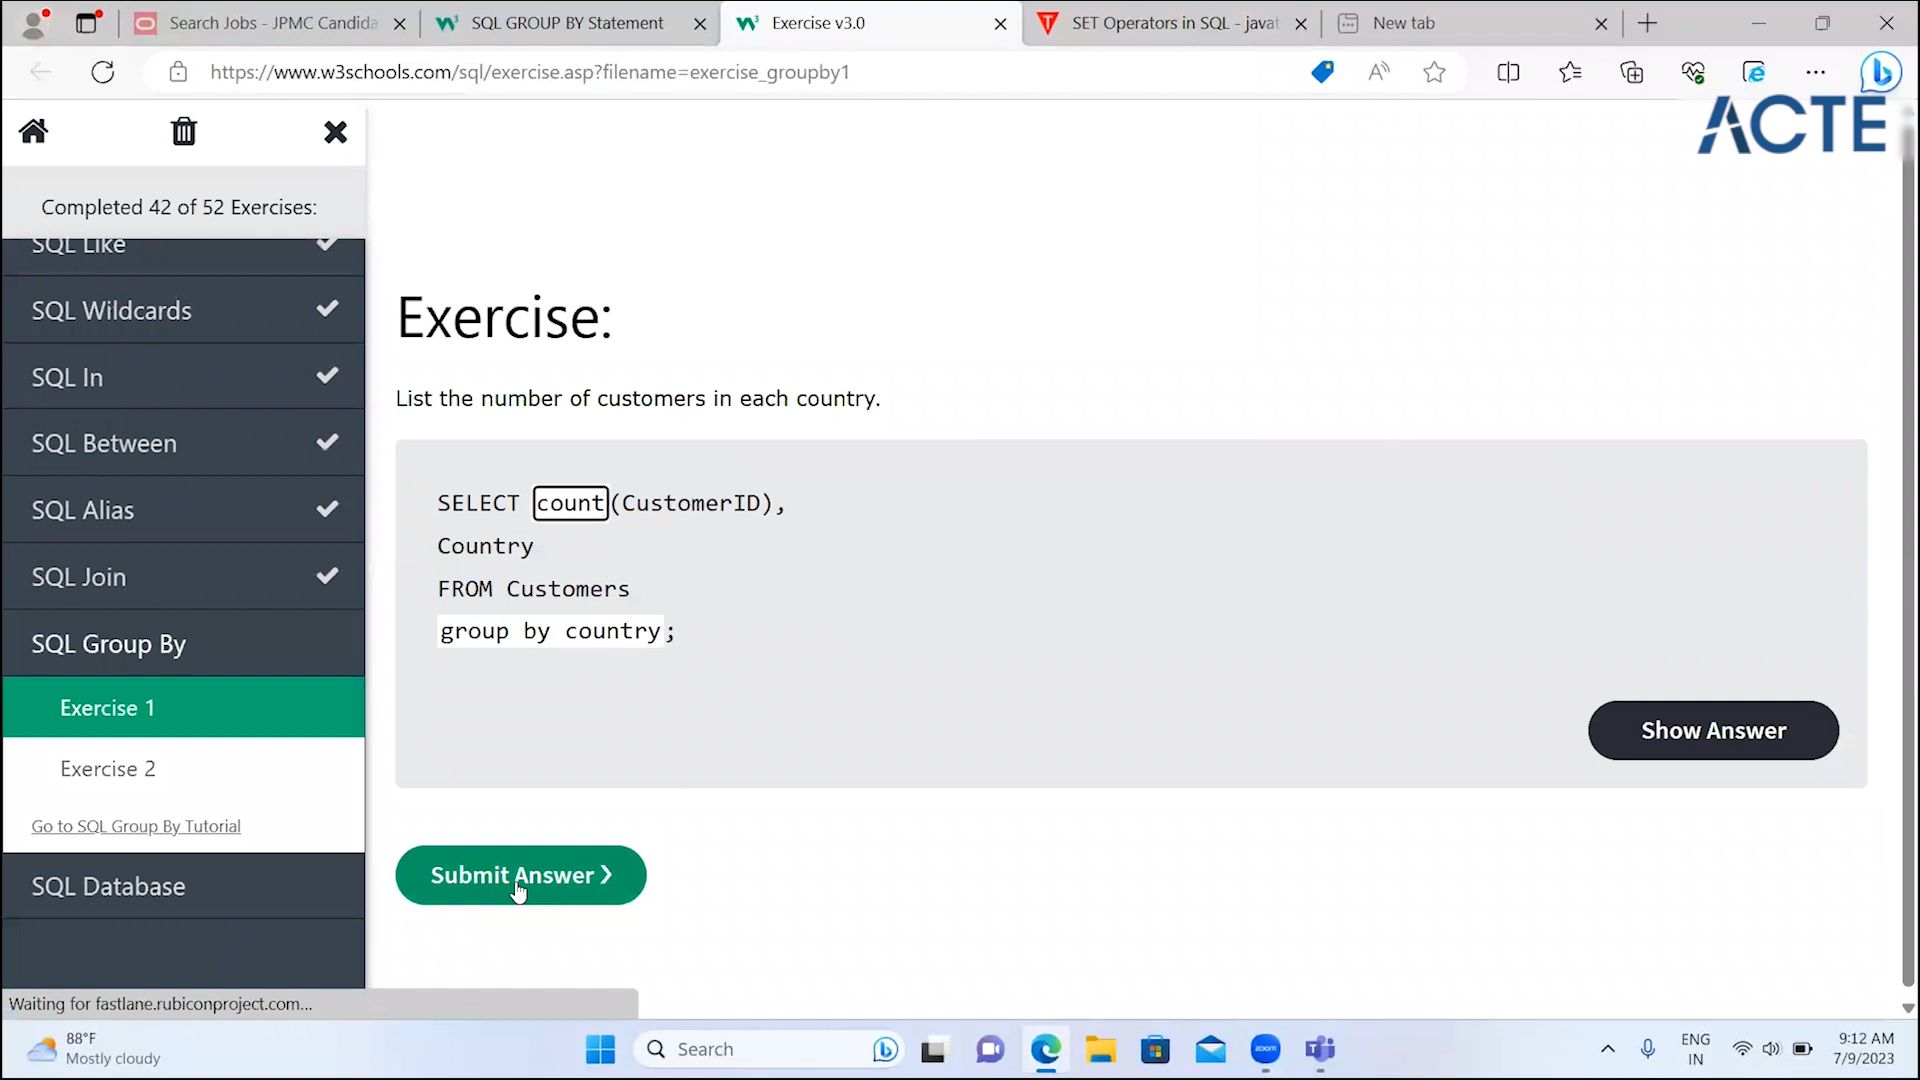 Search Jobs - JPMC Candida
SQL GROUP BY Statement
Exercise v3.0
SET Operators in SQL - javat
New tab
https://www.w3schools.com/sql/exercise.asp?filename=exercise_groupby1
ACTE
Completed 42 of 52 Exercises:
SQL Like
SQL Wildcards
SQL In
SQL Between
SQL Alias
SQL Join
SQL Group By
Exercise 1
Exercise 2
Go to SQL Group By Tutorial
SQL Database
Exercise:
List the number of customers in each country.
SELECT count(CustomerID),
Country
FROM Customers
group by country;
Show Answer
Submit Answer ❯
Waiting for fastlane.rubiconproject.com...
88°F
Mostly cloudy
Search
zoom
ENG
IN
9:12 AM
7/9/2023